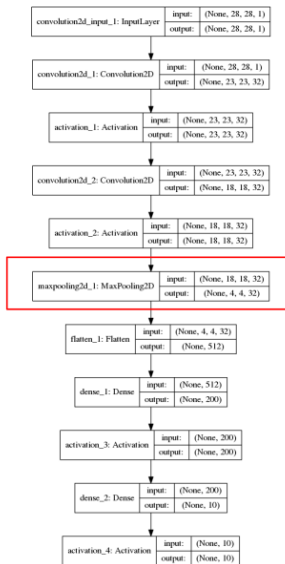 convolution2d_input_1: InputLayer input: (None, 28, 28, 1)
output: (None, 28, 28, 1)
convolution2d_1: Convolution2D input: (None, 28, 28, 1)
output: (None, 23, 23, 32)
activation_1: Activation input: (None, 23, 23, 32)
output: (None, 23, 23, 32)
convolution2d_2: Convolution2D input: (None, 23, 23, 32)
output: (None, 18, 18, 32)
activation_2: Activation input: (None, 18, 18, 32)
output: (None, 18, 18, 32)
maxpooling2d_1: MaxPooling2D input: (None, 18, 18, 32)
output: (None, 4, 4, 32)
flatten_1: Flatten input: (None, 4, 4, 32)
output: (None, 512)
dense_1: Dense input: (None, 512)
output: (None, 200)
activation_3: Activation input: (None, 200)
output: (None, 200)
dense_2: Dense input: (None, 200)
output: (None, 10)
activation_4: Activation input: (None, 10)
output: (None, 10)